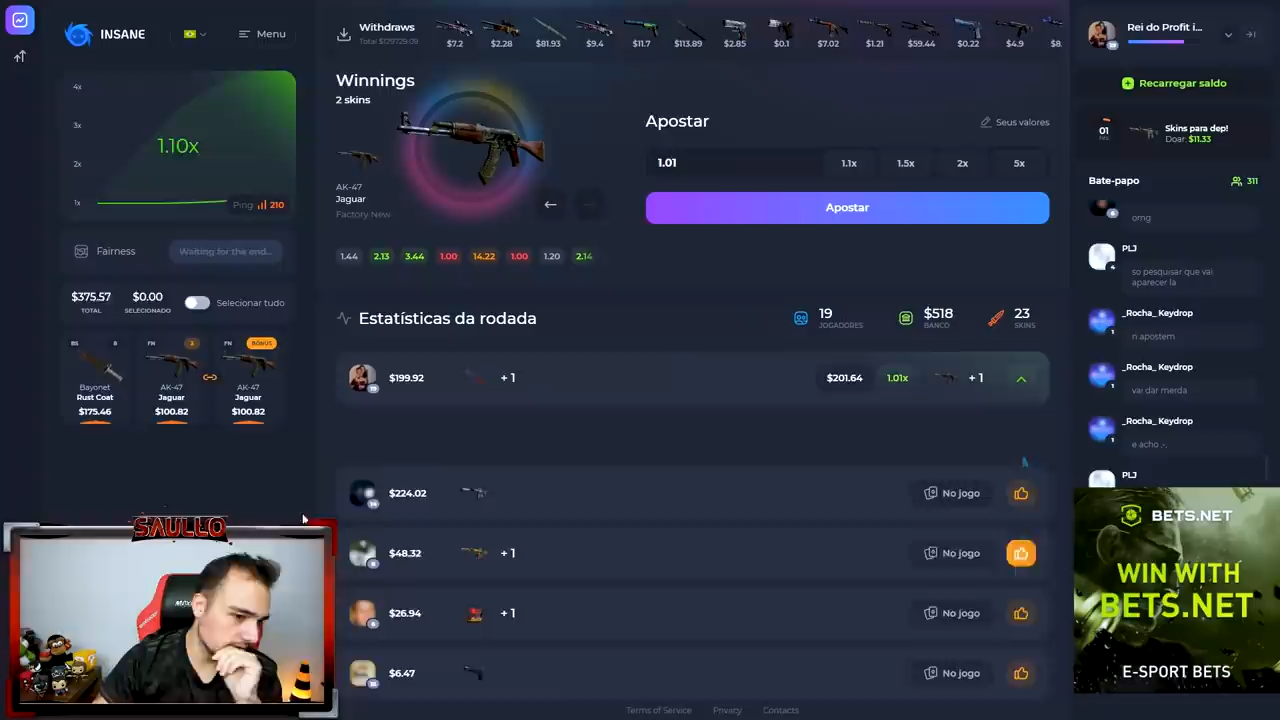 INSANE
Menu
Withdraws
Total $129729.09
$7.2 $2.28 $81.93 $9.4 $11.7 $113.89 $2.85 $0.1 $7.02 $1.21 $59.44 $0.22 $4.9 $8.
Rei do Profit i...
Recarregar saldo
01
Skins para dep!
Doar: $11.33
Bate-papo
311
omg
PLJ
so pesquisar que vai
aparecer la
_Rocha_Keydrop
n apostem
_Rocha_Keydrop
vai dar merda
_Rocha_Keydrop
e acho .-.
PLJ
4x
3x
2x
1x
1.10x
Ping 210
Fairness
Waiting for the end...
$375.57
TOTAL
$0.00
SELECIONADO
Selecionar tudo
BS 8
Bayonet
Rust Coat
$175.46
FN 3
AK-47
Jaguar
$100.82
FN BÓNUS
AK-47
Jaguar
$100.82
Winnings
2 skins
AK-47
Jaguar
Factory New
1.44 2.13 3.44 1.00 14.22 1.00 1.20 2.14
Apostar
Seus valores
1.01 1.1x 1.5x 2x 5x
Apostar
Estatísticas da rodada
19
JOGADORES
$518
BANCO
23
SKINS
$199.92 + 1 $201.64 1.01x + 1
$224.02 No jogo
$48.32 + 1 No jogo
$26.94 + 1 No jogo
$6.47 No jogo
Terms of Service Privacy Contacts
SAULLO
BETS.NET
WIN WITH
BETS.NET
E-SPORT BETS